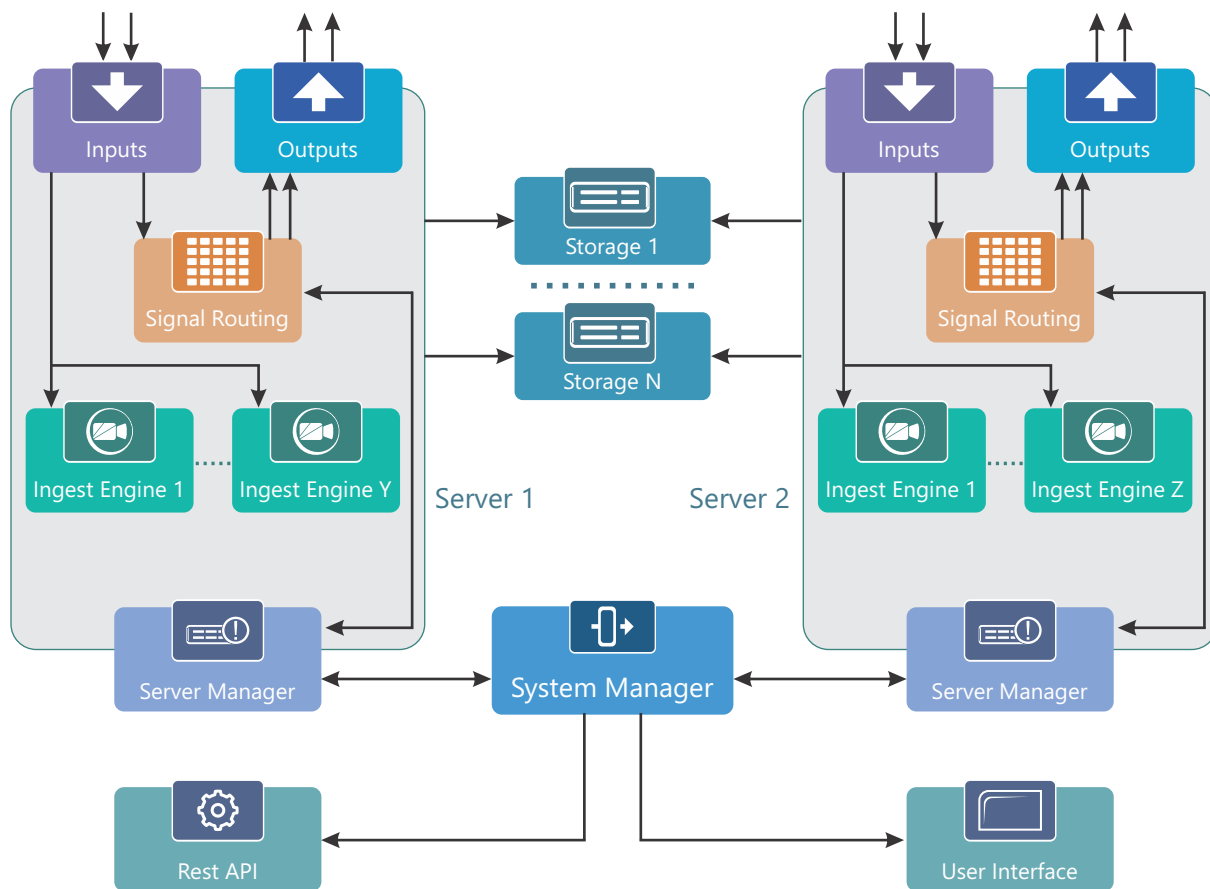 Inputs
Outputs
Inputs
Outputs
Storage 1
Signal Routing
Signal Routing
Storage N
Ingest Engine 1
Ingest Engine Y
Server 1
Server 2
Ingest Engine 1
Ingest Engine Z
Server Manager
System Manager
Server Manager
Rest API
User Interface